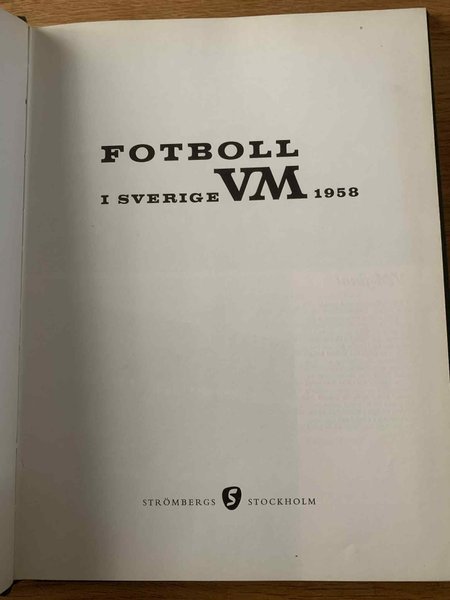 FOTBOLL
I SVERIGE VM 1958
STRÖMBERGS S STOCKHOLM